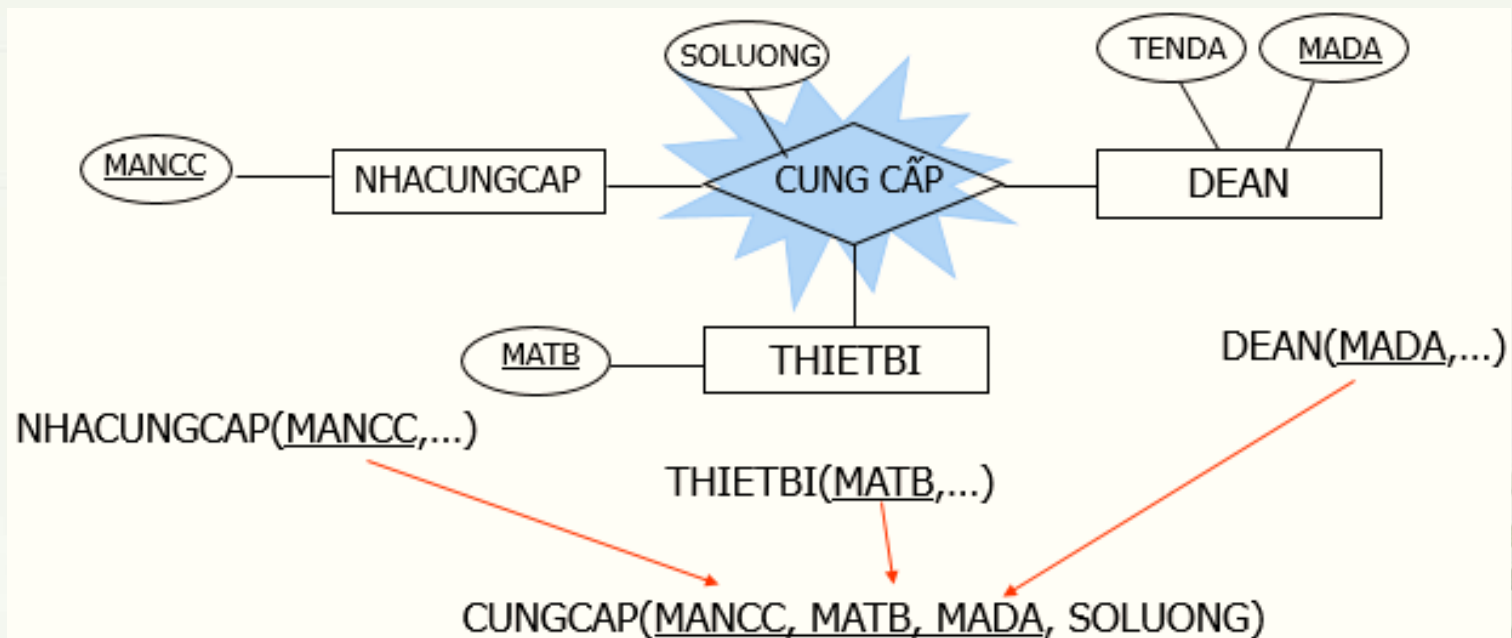 SOLUONG
TENDA
MADA
MANCC
NHACUNGCAP
CUNG CẤP
DEAN
MATB
THIETBI
DEAN(MADA,...)
NHACUNGCAP(MANCC,...)
THIETBI(MATB,...)
CUNGCAP(MANCC, MATB, MADA, SOLUONG)